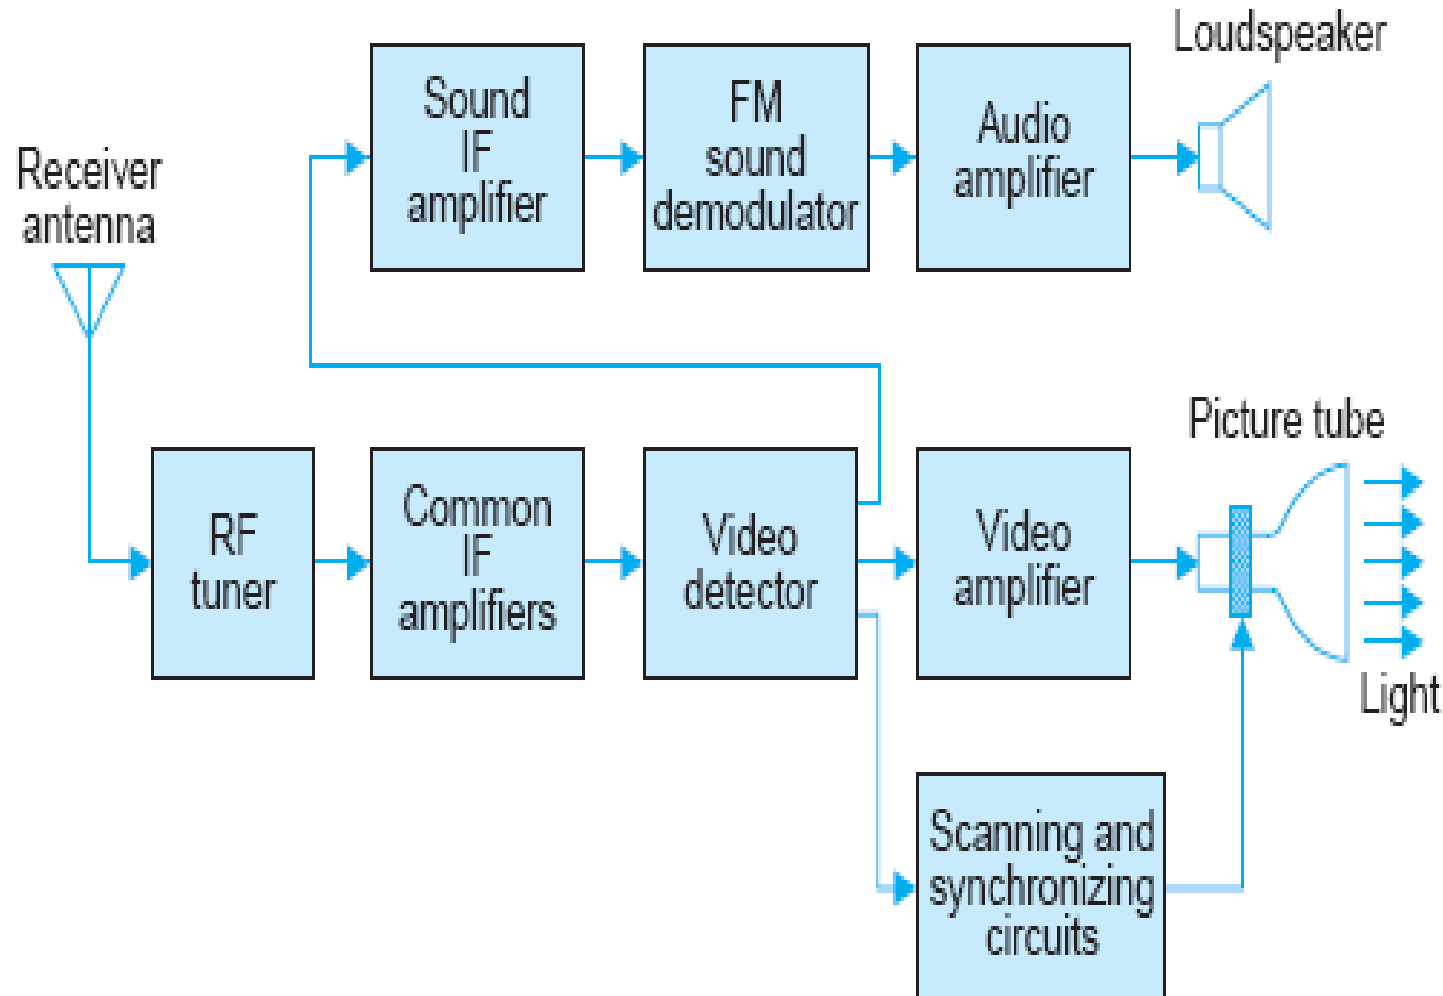 Loudspeaker
Sound
IF
amplifier
FM
sound
demodulator
Audio
amplifier
Receiver
antenna
Picture tube
RF
tuner
Common
IF
amplifiers
Video
detector
Video
amplifier
Light
Scanning and
synchronizing
circuits